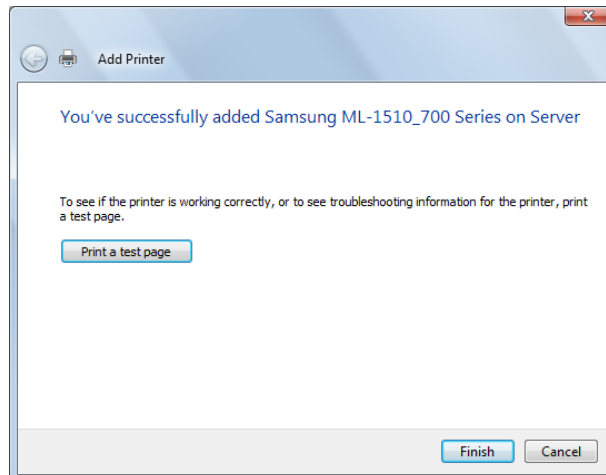 Add Printer
You've successfully added Samsung ML-1510_700 Series on Server
To see if the printer is working correctly, or to see troubleshooting information for the printer, print
a test page.
Print a test page
Finish Cancel